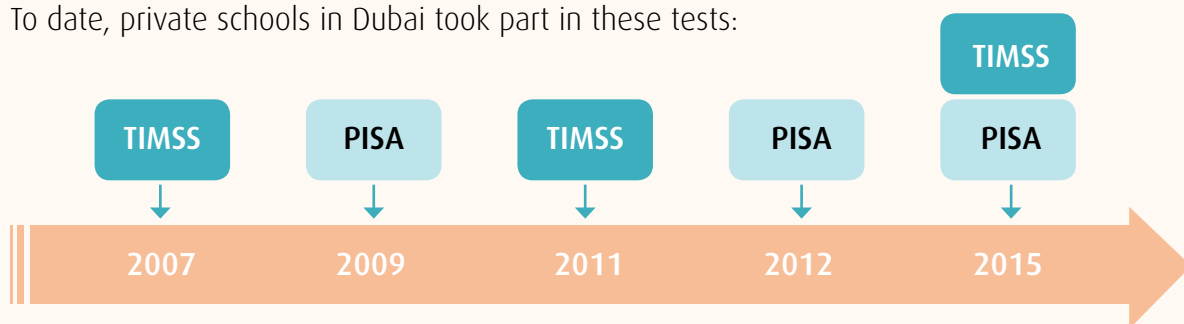 To date, private schools in Dubai took part in these tests:
TIMSS
TIMSS PISA TIMSS PISA PISA
2007 2009 2011 2012 2015